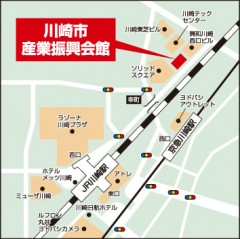 川崎市
産業振興会館
川崎東芝ビル
川崎テック
センター
興和川崎
西口ビル
ソリッド
スクエア
幸町
ヨドバシ
アウトレット
ラゾーナ
川崎プラザ
西口
西口
JR川崎駅
京急川崎駅
ホテル
メッツ川崎
アトレ
東口
ミューザ川崎
川崎日航ホテル
ルフロン
丸井
ヨドバシカメラ